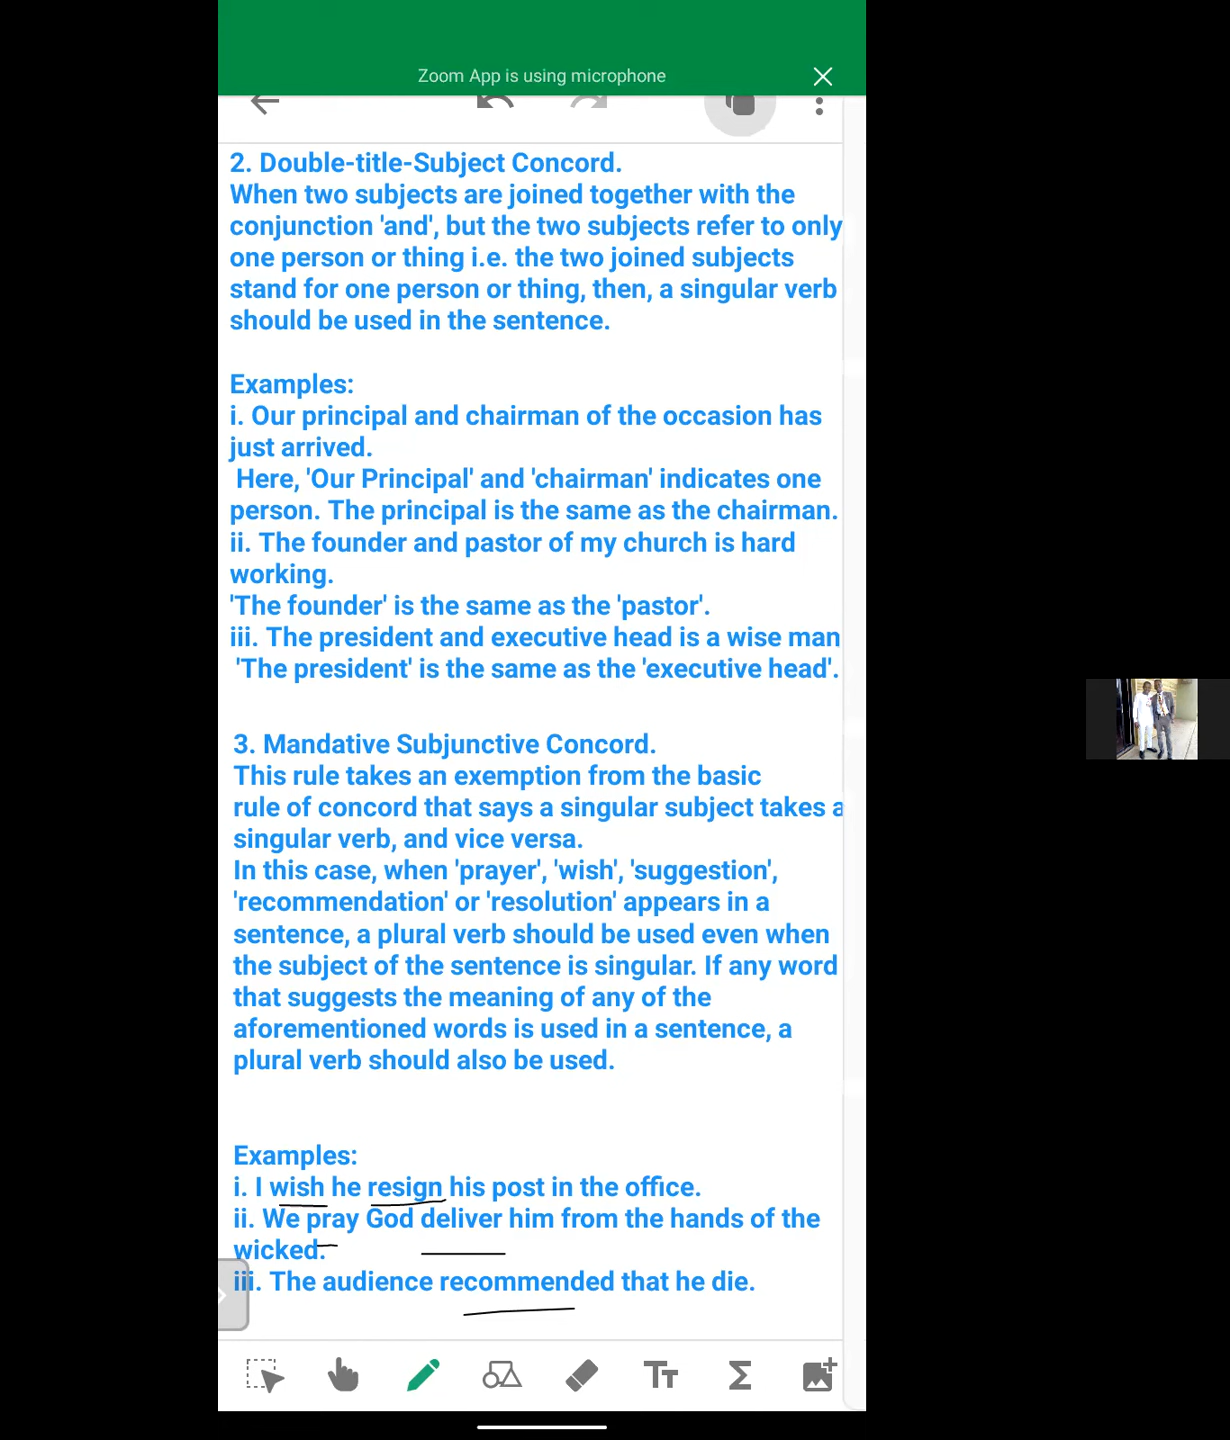 Zoom App is using microphone
2. Double-title-Subject Concord.
When two subjects are joined together with the
conjunction 'and', but the two subjects refer to only
one person or thing i.e. the two joined subjects
stand for one person or thing, then, a singular verb
should be used in the sentence.
Examples:
i. Our principal and chairman of the occasion has
just arrived.
Here, 'Our Principal' and 'chairman' indicates one
person. The principal is the same as the chairman.
ii. The founder and pastor of my church is hard
working.
'The founder' is the same as the 'pastor'.
iii. The president and executive head is a wise man
'The president' is the same as the 'executive head'.
3. Mandative Subjunctive Concord.
This rule takes an exemption from the basic
rule of concord that says a singular subject takes a
singular verb, and vice versa.
In this case, when 'prayer', 'wish', 'suggestion',
'recommendation' or 'resolution' appears in a
sentence, a plural verb should be used even when
the subject of the sentence is singular. If any word
that suggests the meaning of any of the
aforementioned words is used in a sentence, a
plural verb should also be used.
Examples:
i. I wish he resign his post in the office.
ii. We pray God deliver him from the hands of the
wicked.
iii. The audience recommended that he die.